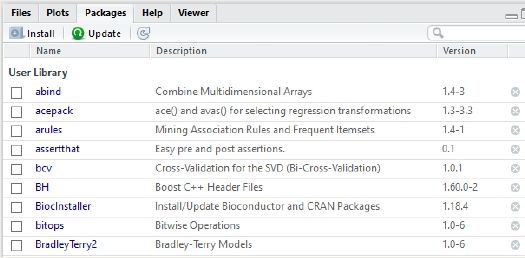 Files Plots Packages Help Viewer
Install Update
Name Description Version
User Library
abind Combine Multidimensional Arrays 1.4-3
acepack ace() and avas() for selecting regression transformations 1.3-3.3
arules Mining Association Rules and Frequent Itemsets 1.4-1
assertthat Easy pre and post assertions. 0.1
bcv Cross-Validation for the SVD (Bi-Cross-Validation) 1.0.1
BH Boost C++ Header Files 1.60.0-2
BiocInstaller Install/Update Bioconductor and CRAN Packages 1.18.4
bitops Bitwise Operations 1.0-6
BradleyTerry2 Bradley-Terry Models 1.0-6